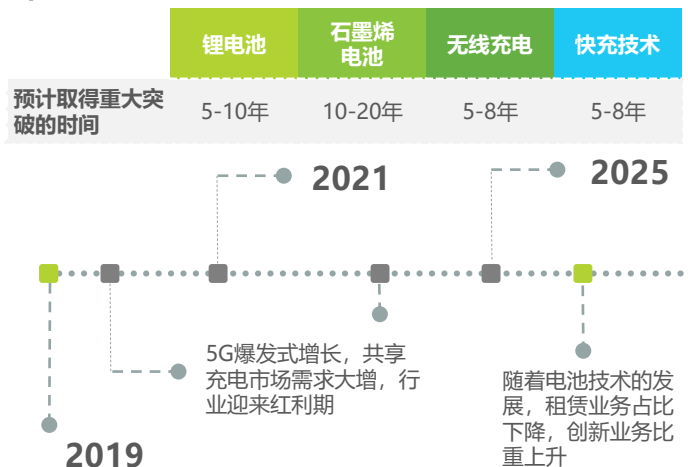 锂电池
石墨烯
电池
无线充电
快充技术
预计取得重大突
破的时间
5-10年
10-20年
5-8年
5-8年
2021
2025
5G爆发式增长，共享
充电市场需求大增，行
业迎来红利期
随着电池技术的发
展，租赁业务占比
下降，创新业务比
重上升
2019